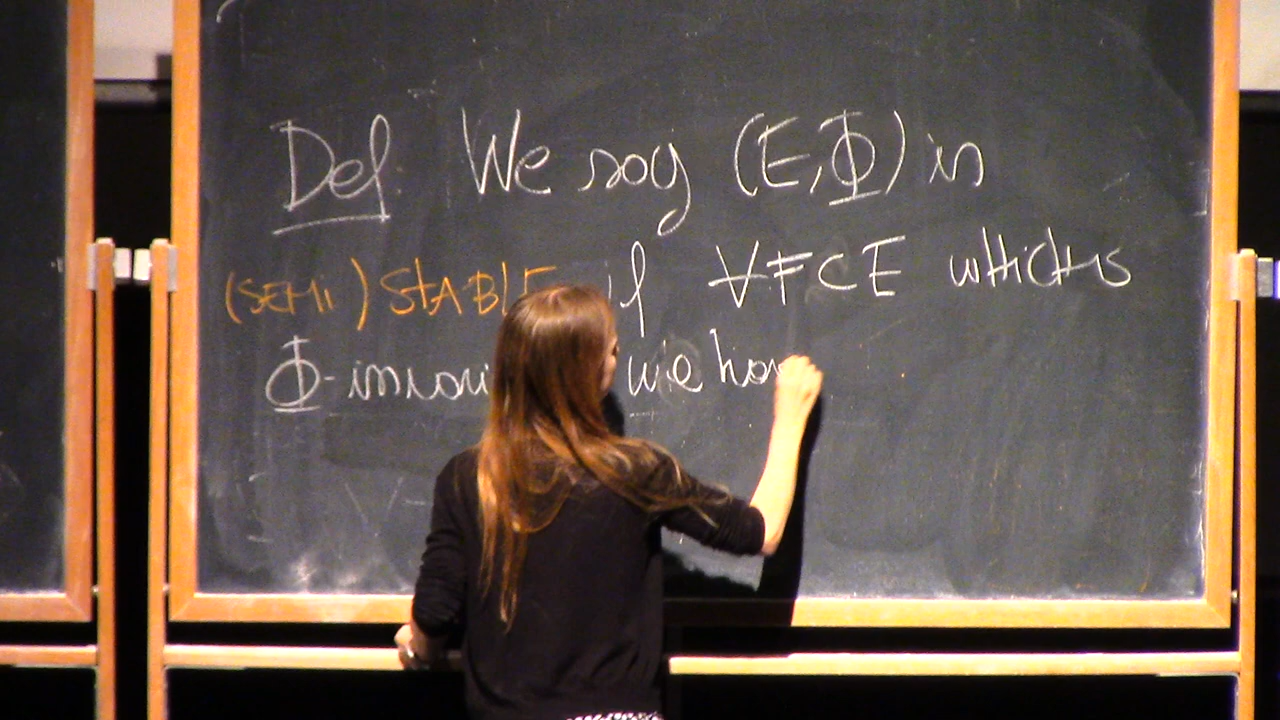 Def. We say (E,Φ) is
(SEMI) STABLE if ∀ F ⊂ E which is
Φ-invari we hav